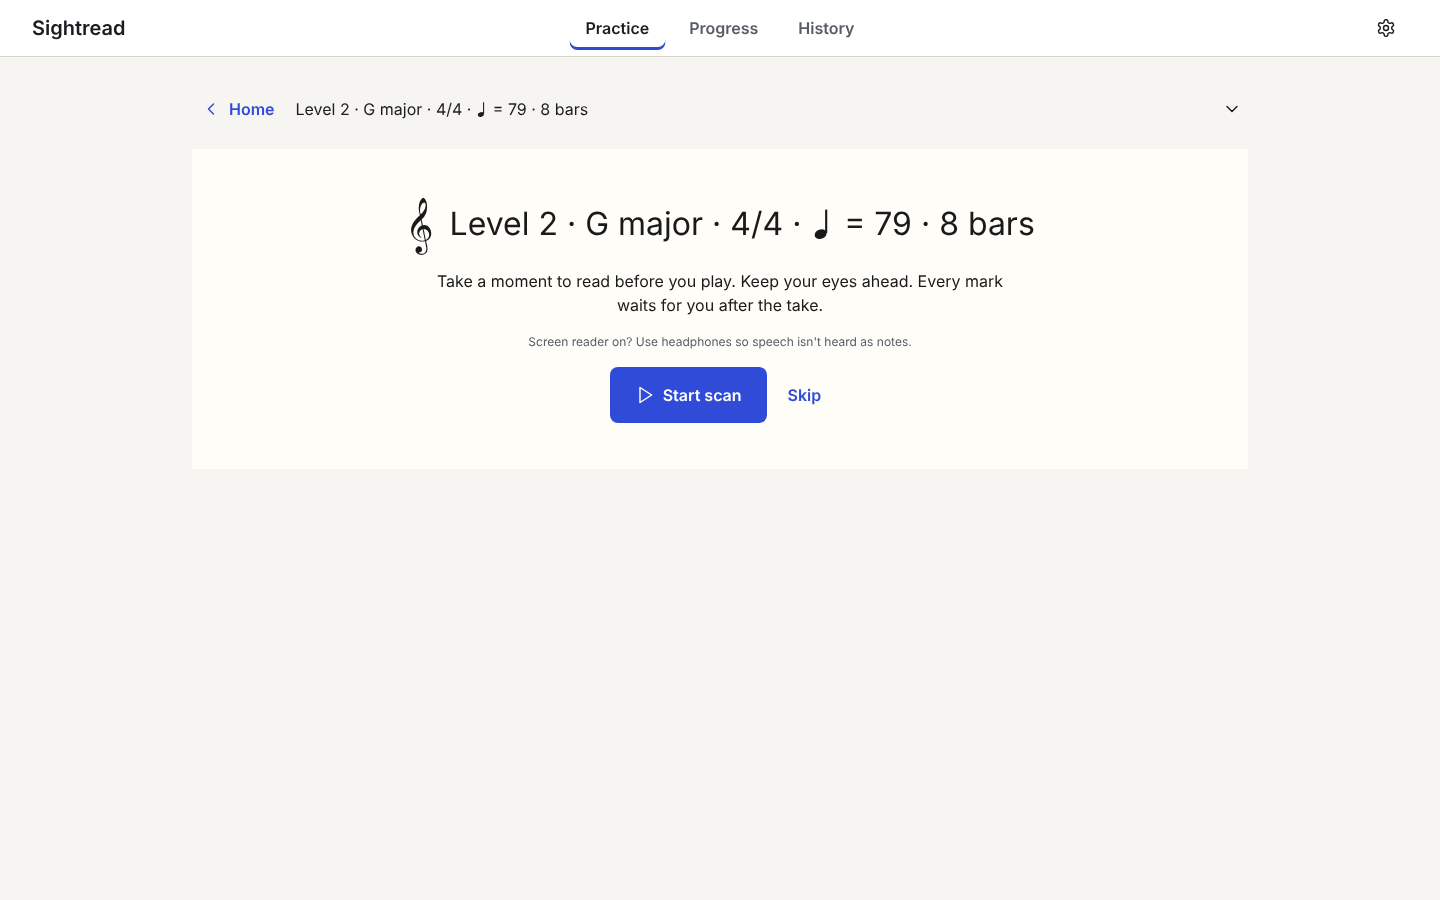 Sightread
Practice
Progress
History
Home
Level 2 · G major · 4/4 · ♩ = 79 · 8 bars
Level 2 · G major · 4/4 · ♩ = 79 · 8 bars
Take a moment to read before you play. Keep your eyes ahead. Every mark
waits for you after the take.
Screen reader on? Use headphones so speech isn't heard as notes.
Start scan
Skip